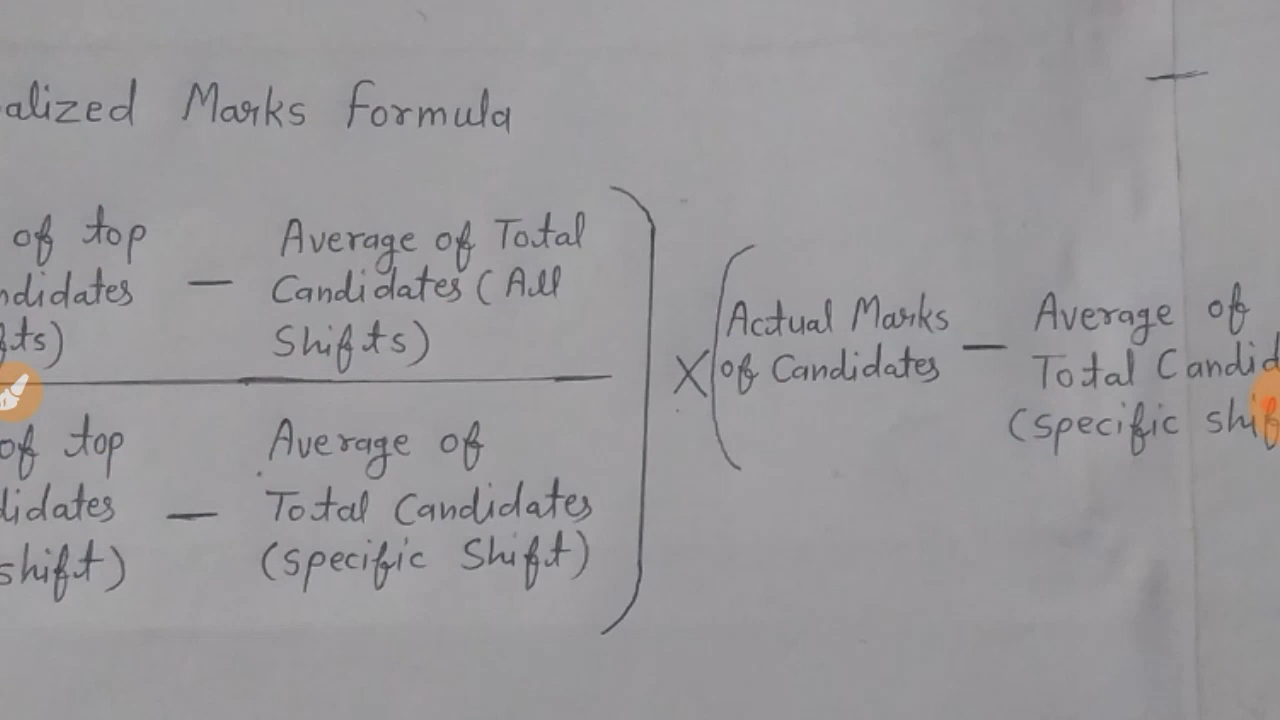 alized Marks formula
of top — Average of Total
ndidates Candidates (All
fts) Shifts)
of top Average of
didates — Total Candidates
shift) (specific Shift)
X (Actual Marks — Average of
of Candidates Total Candid
(specific shif